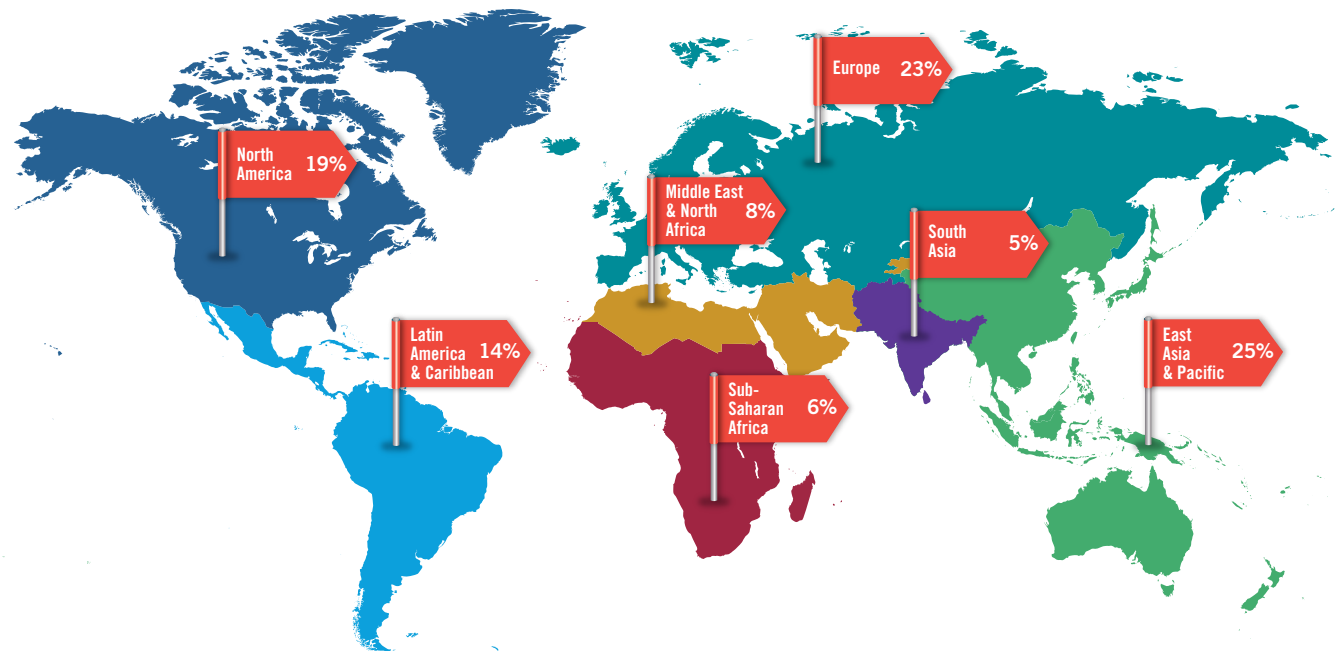 Europe 23%
North
America 19%
Middle East
& North
Africa 8%
South
Asia 5%
Latin
America 14%
& Caribbean
East
Asia 25%
& Pacific
Sub-
Saharan 6%
Africa